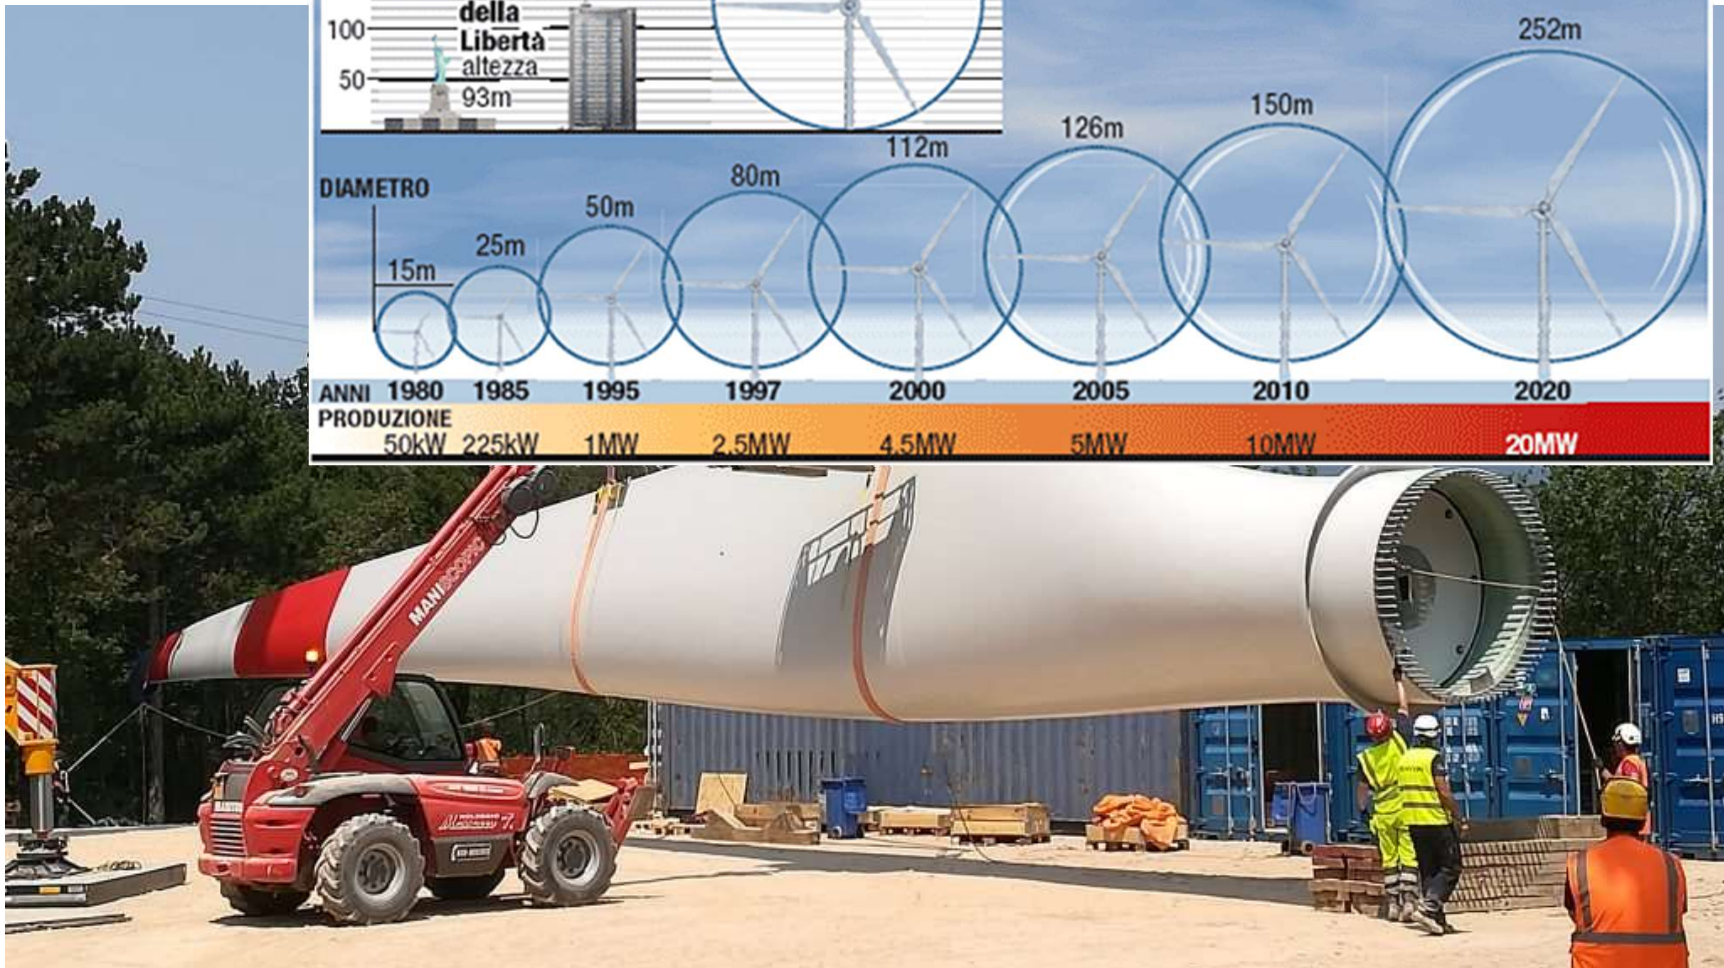 della
Libertà
altezza
93m
100
50
252m
150m
126m
112m
80m
50m
25m
15m
DIAMETRO
ANNI 1980 1985 1995 1997 2000 2005 2010 2020
PRODUZIONE
50kW 225kW 1MW 2,5MW 4,5MW 5MW 10MW 20MW
MANISCOPIC